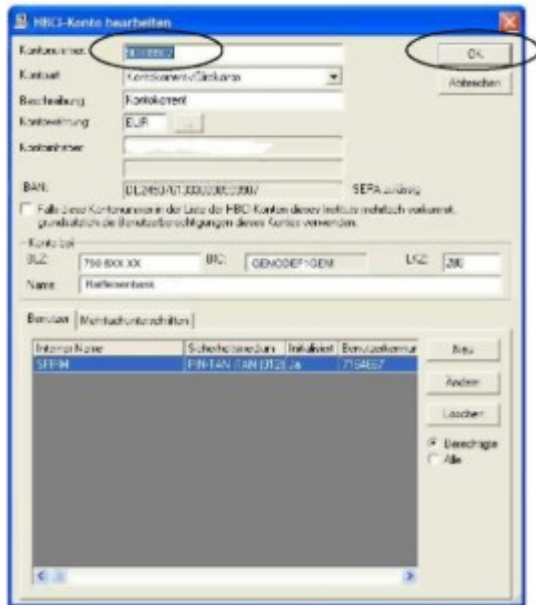 HBCI-Konto bearbeiten
Kontonummer:
OK
Kontoart:
Kontokorrent-/Girokonto
Abbrechen
Beschreibung:
Kontokorrent
Kontowährung:
EUR
...
Kontoinhaber:
IBAN:
SEPA zulässig
Falls diese Kontonummer in der Liste der HBCI-Konten dieses Instituts mehrfach vorkommt,
grundsätzlich die Benutzerberechtigungen dieses Kontos verwenden.
Konto bei
BLZ:
BIC:
GENODEF1GEM
LKZ:
280
Name
Raiffeisenbank
Benutzer
Mehrfachunterschriften
Interner Name
Sicherheitsmedium
Initialisiert
Neu
Ja
Ändern
Löschen
Berechtigte
Alle